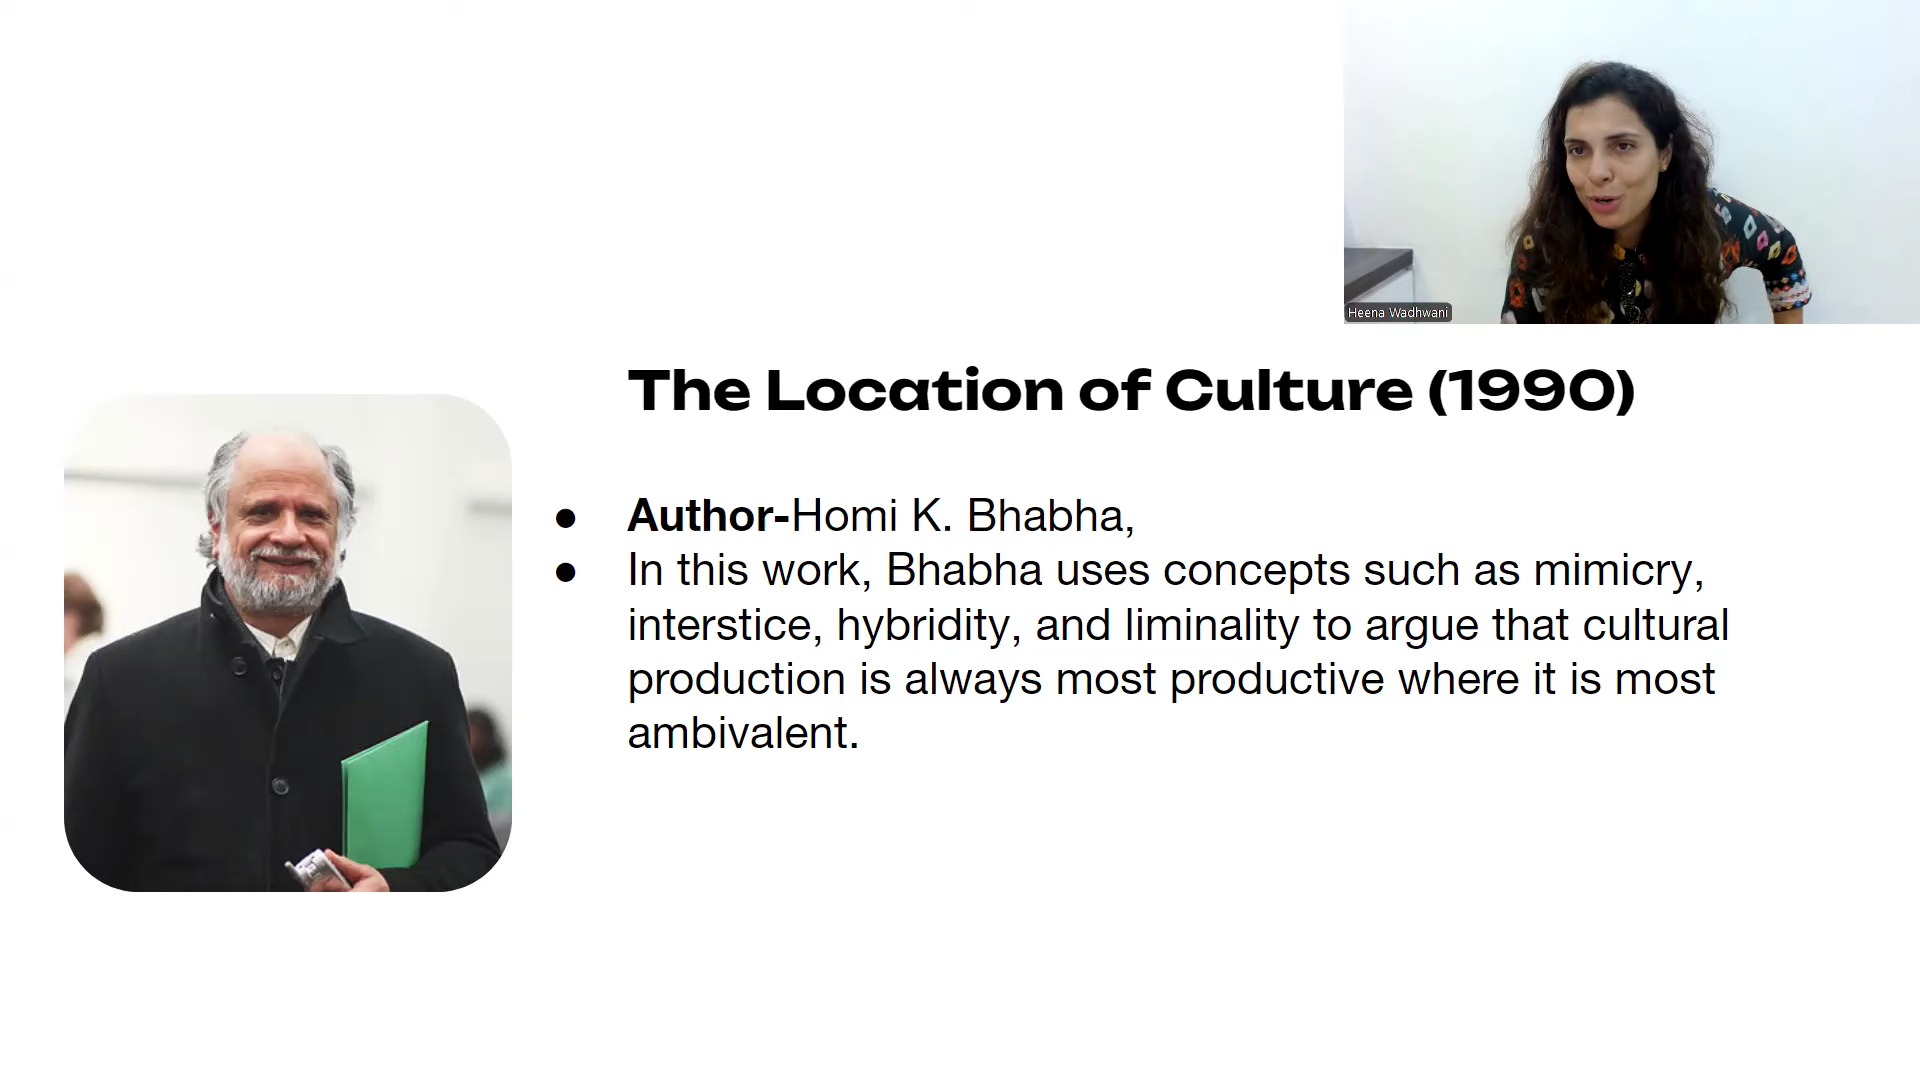 Heena Wadhwani
The Location of Culture (1990)
● Author-Homi K. Bhabha,
● In this work, Bhabha uses concepts such as mimicry,
interstice, hybridity, and liminality to argue that cultural
production is always most productive where it is most
ambivalent.